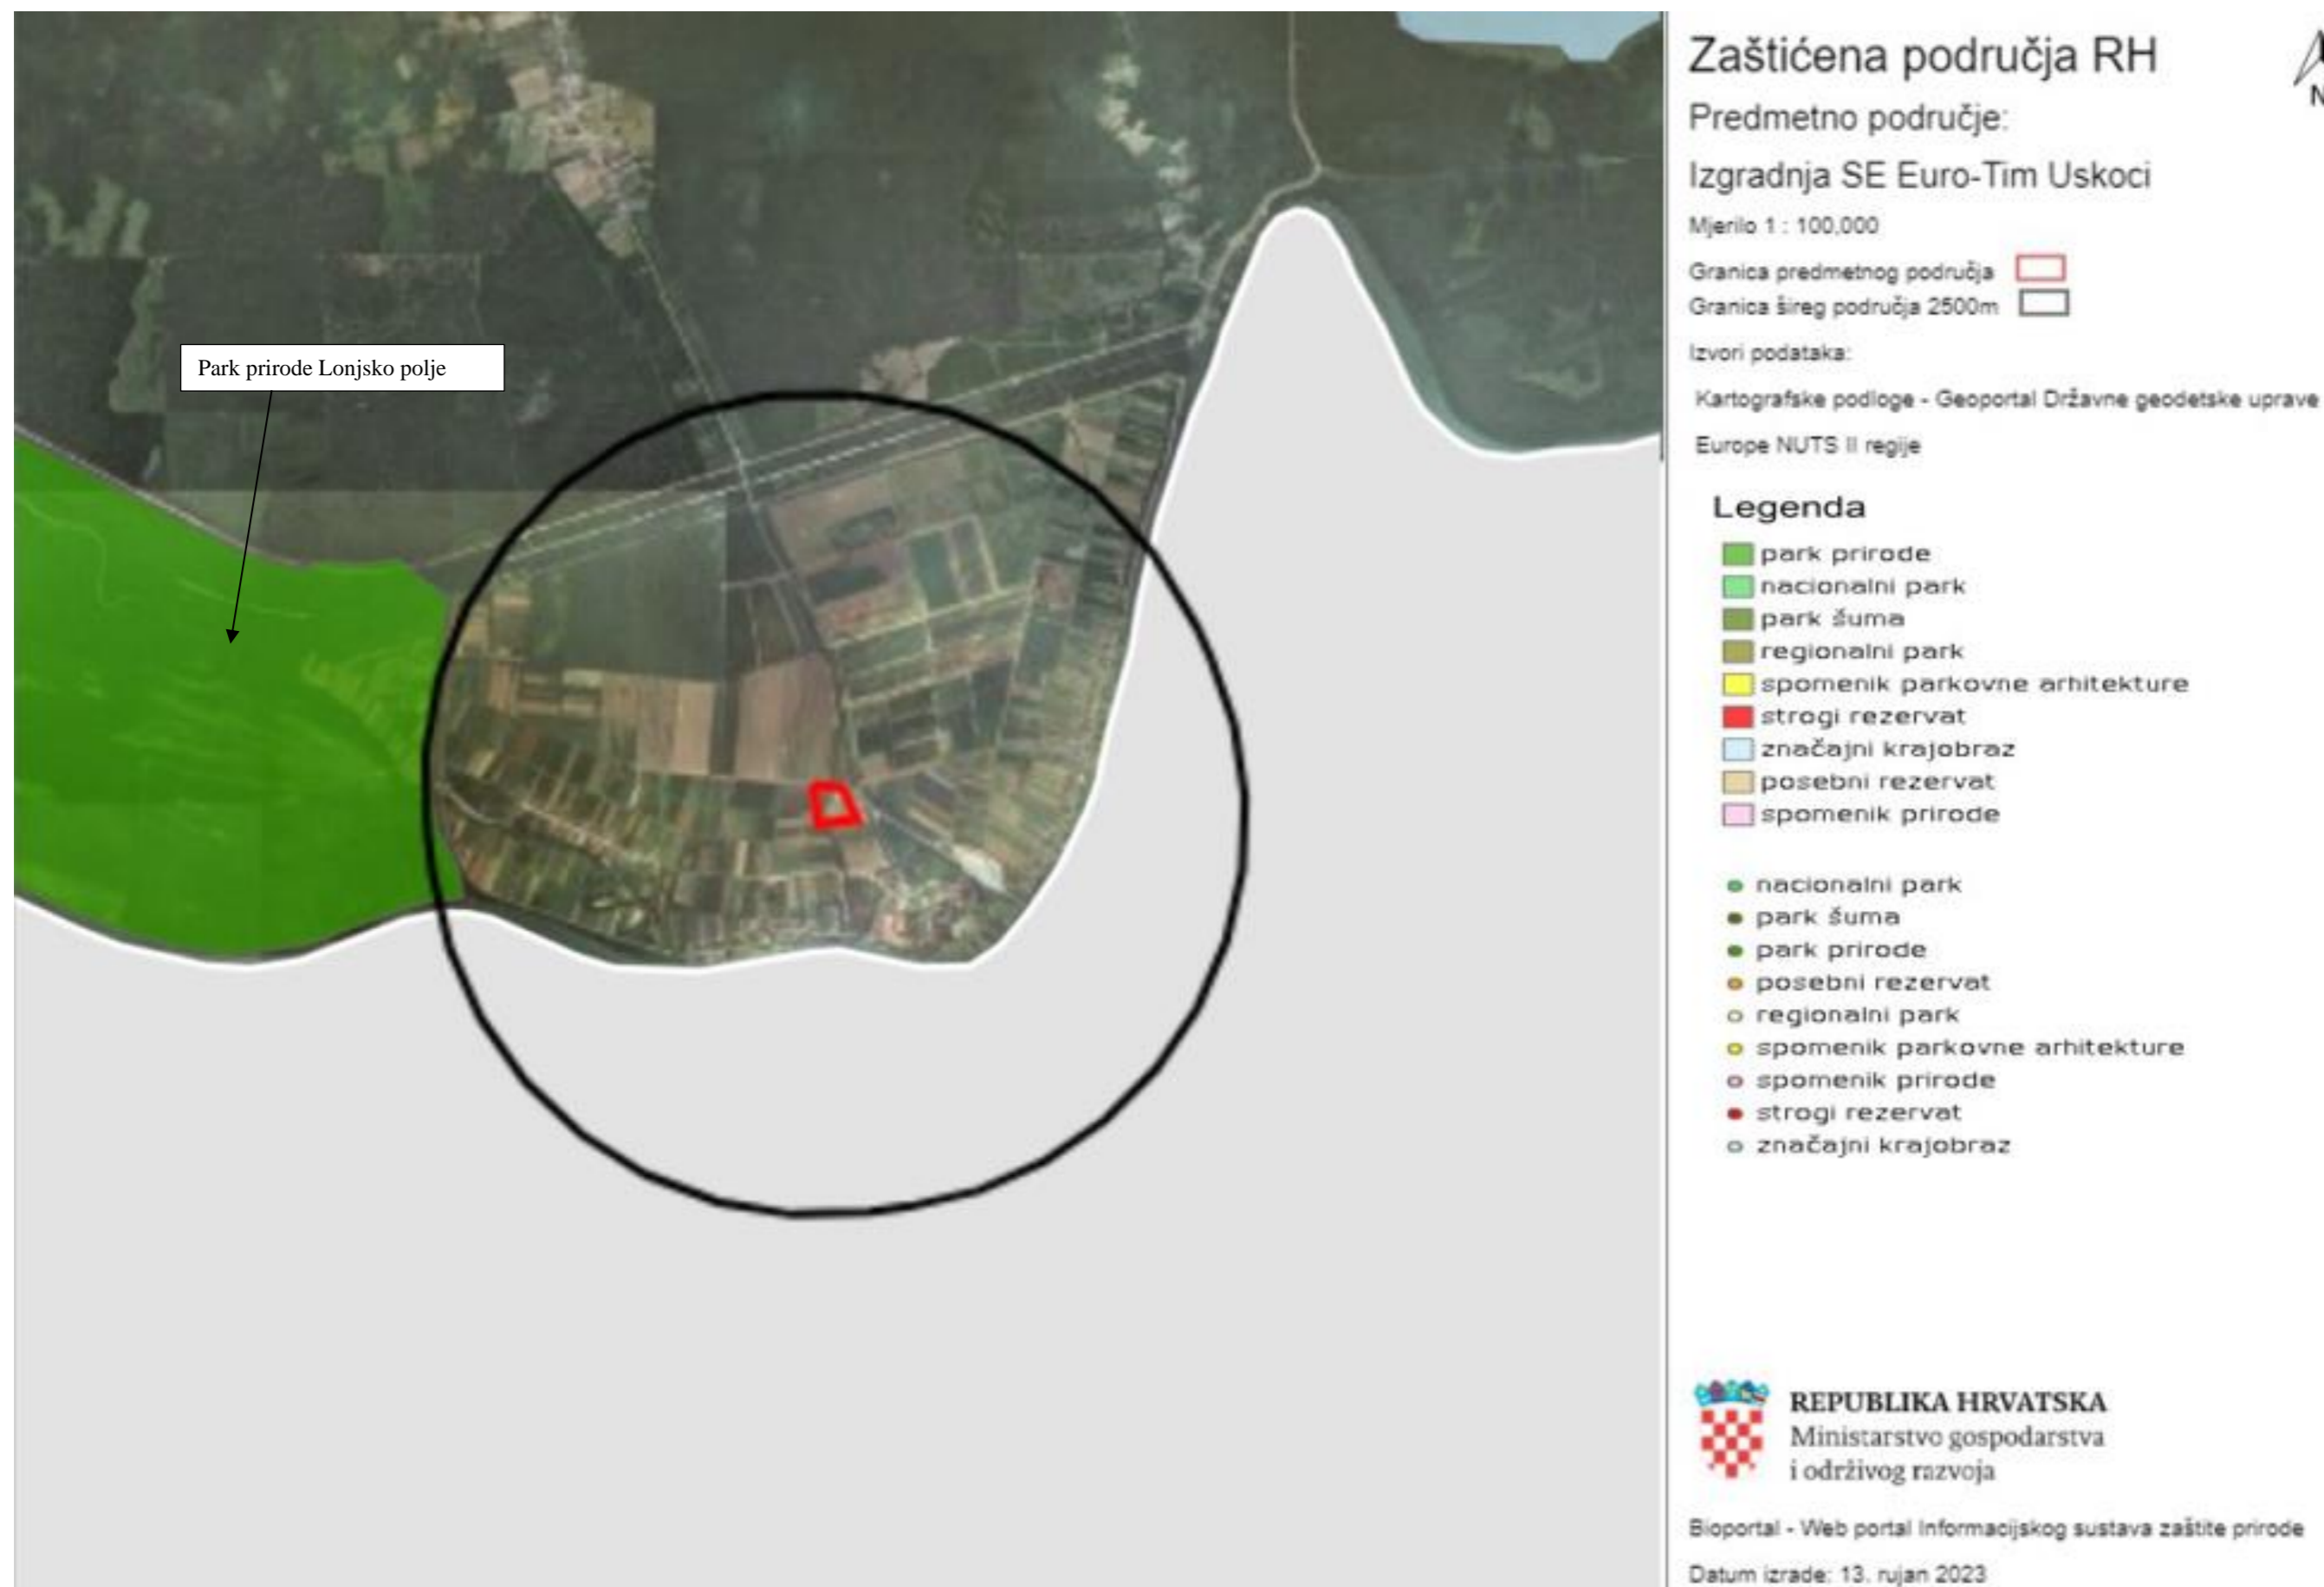 Park prirode Lonjsko polje
Zaštićena područja RH
N
Predmetno područje:
Izgradnja SE Euro-Tim Uskoci
Mjerilo 1 : 100,000
Granica predmetnog područja
Granica šireg područja 2500m
Izvori podataka:
Kartografske podloge - Geoportal Državne geodetske uprave
Europe NUTS II regije
Legenda
park prirode
nacionalni park
park šuma
regionalni park
spomenik parkovne arhitekture
strogi rezervat
značajni krajobraz
posebni rezervat
spomenik prirode
nacionalni park
park šuma
park prirode
posebni rezervat
regionalni park
spomenik parkovne arhitekture
spomenik prirode
strogi rezervat
značajni krajobraz
REPUBLIKA HRVATSKA
Ministarstvo gospodarstva
i održivog razvoja
Bioportal - Web portal Informacijskog sustava zaštite prirode
Datum izrade: 13. rujan 2023